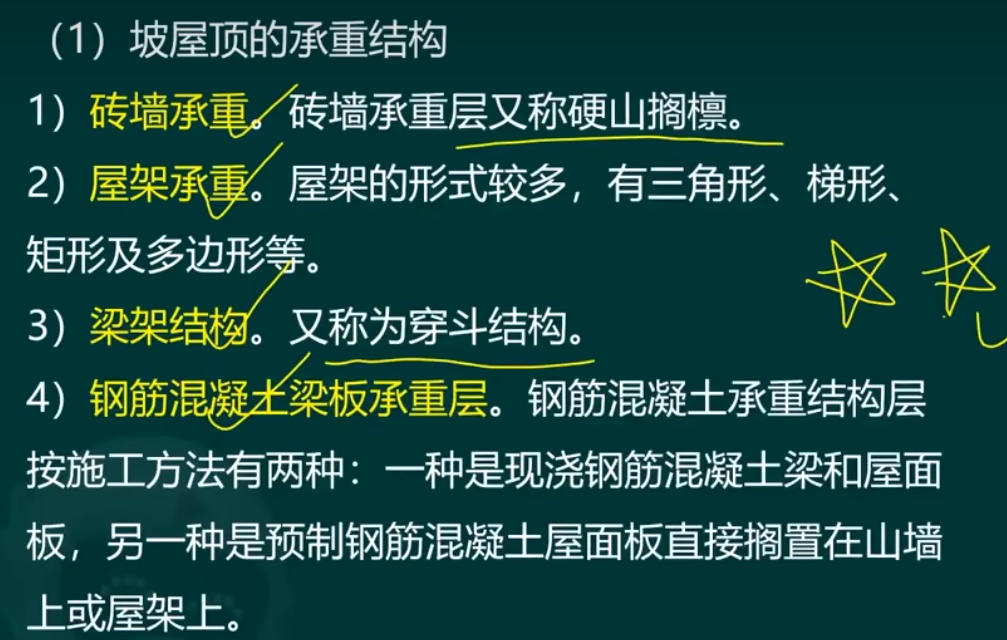 （1）坡屋顶的承重结构
1）砖墙承重。砖墙承重层又称硬山搁檩。
2）屋架承重。屋架的形式较多，有三角形、梯形、
矩形及多边形等。
3）梁架结构。又称为穿斗结构。
4）钢筋混凝土梁板承重层。钢筋混凝土承重结构层
按施工方法有两种：一种是现浇钢筋混凝土梁和屋面
板，另一种是预制钢筋混凝土屋面板直接搁置在山墙
上或屋架上。